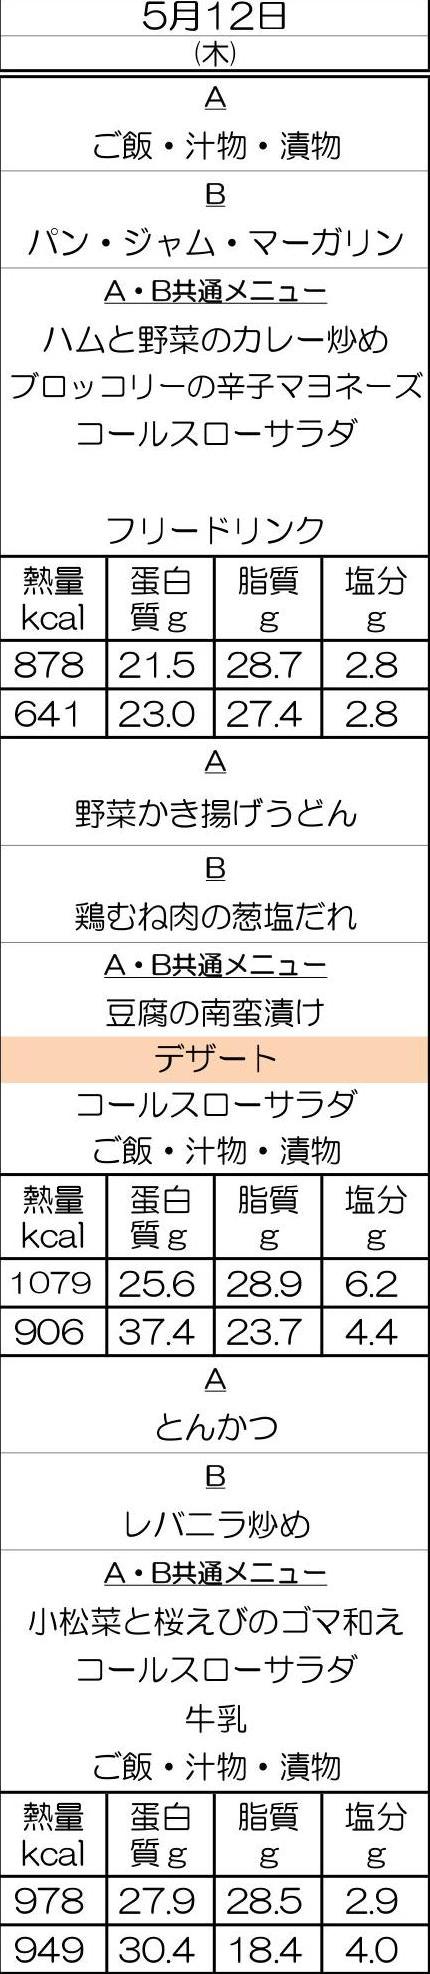 5月12日
(木)
A
ご飯・汁物・漬物
B
パン・ジャム・マーガリン
A・B共通メニュー
ハムと野菜のカレー炒め
ブロッコリーの辛子マヨネーズ
コールスローサラダ
フリードリンク
熱量 蛋白 脂質 塩分
kcal 質g g g
878 21.5 28.7 2.8
641 23.0 27.4 2.8
A
野菜かき揚げうどん
B
鶏むね肉の葱塩だれ
A・B共通メニュー
豆腐の南蛮漬け
デザート
コールスローサラダ
ご飯・汁物・漬物
熱量 蛋白 脂質 塩分
kcal 質g g g
1079 25.6 28.9 6.2
906 37.4 23.7 4.4
A
とんかつ
B
レバニラ炒め
A・B共通メニュー
小松菜と桜えびのゴマ和え
コールスローサラダ
牛乳
ご飯・汁物・漬物
熱量 蛋白 脂質 塩分
kcal 質g g g
978 27.9 28.5 2.9
949 30.4 18.4 4.0